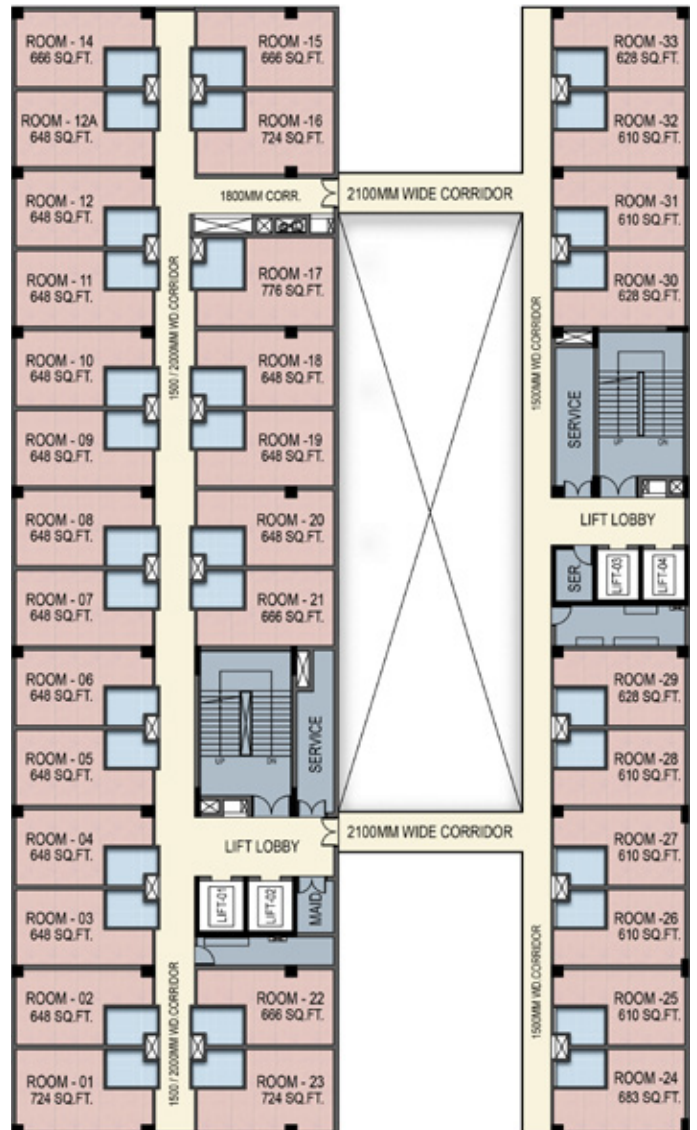 ROOM - 14
666 SQ.FT.
ROOM -15
666 SQ.FT.
ROOM -33
628 SQ.FT.
ROOM - 12A
648 SQ.FT.
ROOM -16
724 SQ.FT.
ROOM -32
610 SQ.FT.
1800MM CORR.
2100MM WIDE CORRIDOR
ROOM - 12
648 SQ.FT.
ROOM -31
610 SQ.FT.
ROOM - 11
648 SQ.FT.
ROOM -17
776 SQ.FT.
ROOM -30
628 SQ.FT.
1500 / 2000MM WD.CORRIDOR
1500MM WD.CORRIDOR
ROOM - 10
648 SQ.FT.
ROOM -18
648 SQ.FT.
SERVICE
UP
DN
ROOM - 09
648 SQ.FT.
ROOM -19
648 SQ.FT.
ROOM - 08
648 SQ.FT.
ROOM - 20
648 SQ.FT.
LIFT LOBBY
SER.
LIFT-03
LIFT-04
ROOM - 07
648 SQ.FT.
ROOM - 21
666 SQ.FT.
ROOM - 06
648 SQ.FT.
ROOM -29
628 SQ.FT.
ROOM - 05
648 SQ.FT.
UP
DN
SERVICE
ROOM -28
610 SQ.FT.
ROOM - 04
648 SQ.FT.
LIFT LOBBY
2100MM WIDE CORRIDOR
ROOM -27
610 SQ.FT.
ROOM - 03
648 SQ.FT.
LIFT-01
LIFT-02
MAID
ROOM -26
610 SQ.FT.
ROOM - 02
648 SQ.FT.
1500 / 2000MM WD.CORRIDOR
ROOM - 22
666 SQ.FT.
1500MM WD.CORRIDOR
ROOM -25
610 SQ.FT.
ROOM - 01
724 SQ.FT.
ROOM - 23
724 SQ.FT.
ROOM -24
683 SQ.FT.